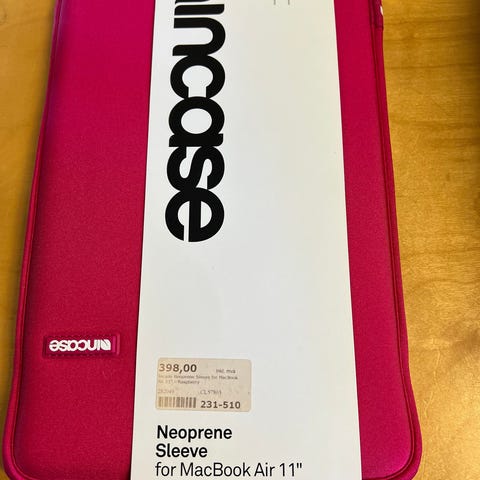 incase
incase
398,00 inkl. mva
Incase Neoprene Sleeve for MacBook
Air 11" - Raspberry
CL57803
231-510
Neoprene
Sleeve
for MacBook Air 11"